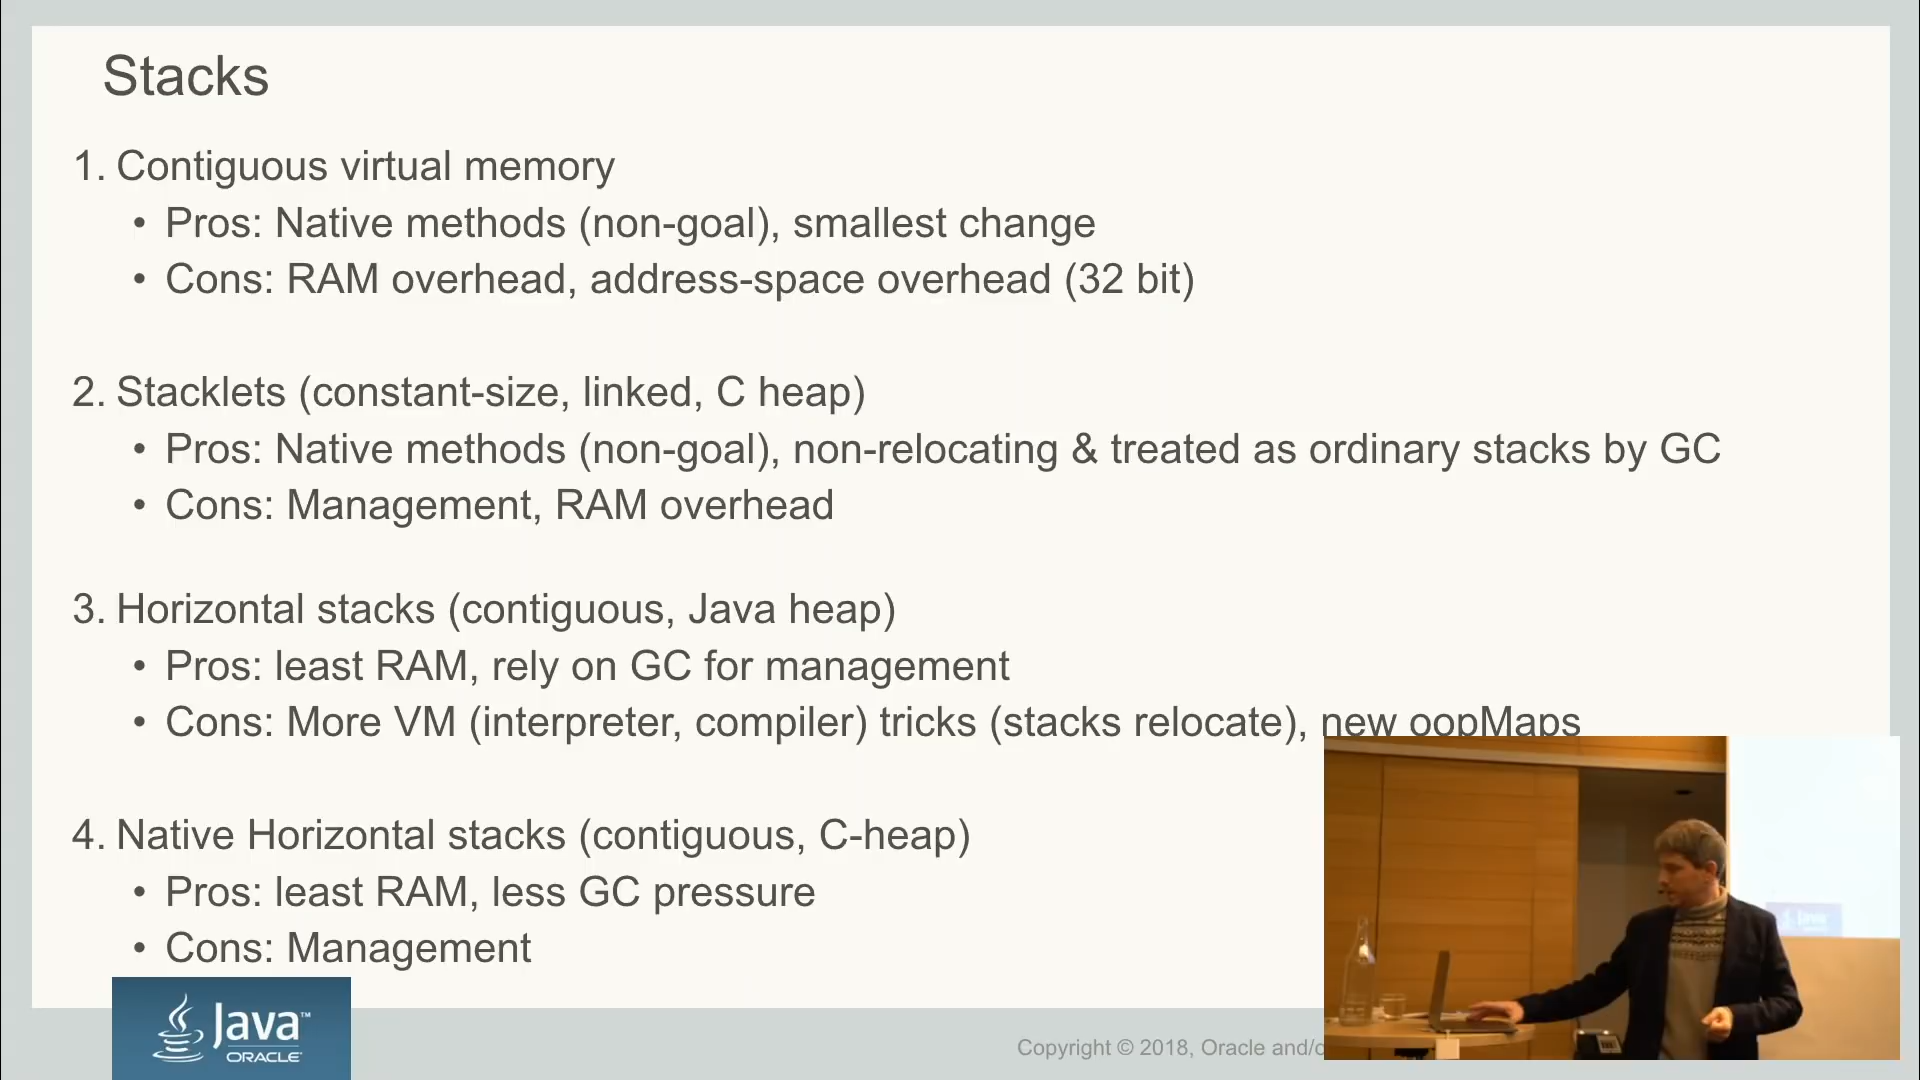 Stacks
1. Contiguous virtual memory
• Pros: Native methods (non-goal), smallest change
• Cons: RAM overhead, address-space overhead (32 bit)
2. Stacklets (constant-size, linked, C heap)
• Pros: Native methods (non-goal), non-relocating & treated as ordinary stacks by GC
• Cons: Management, RAM overhead
3. Horizontal stacks (contiguous, Java heap)
• Pros: least RAM, rely on GC for management
• Cons: More VM (interpreter, compiler) tricks (stacks relocate), new oopMaps
4. Native Horizontal stacks (contiguous, C-heap)
• Pros: least RAM, less GC pressure
• Cons: Management
Java™
ORACLE
Copyright © 2018, Oracle and/o
Java